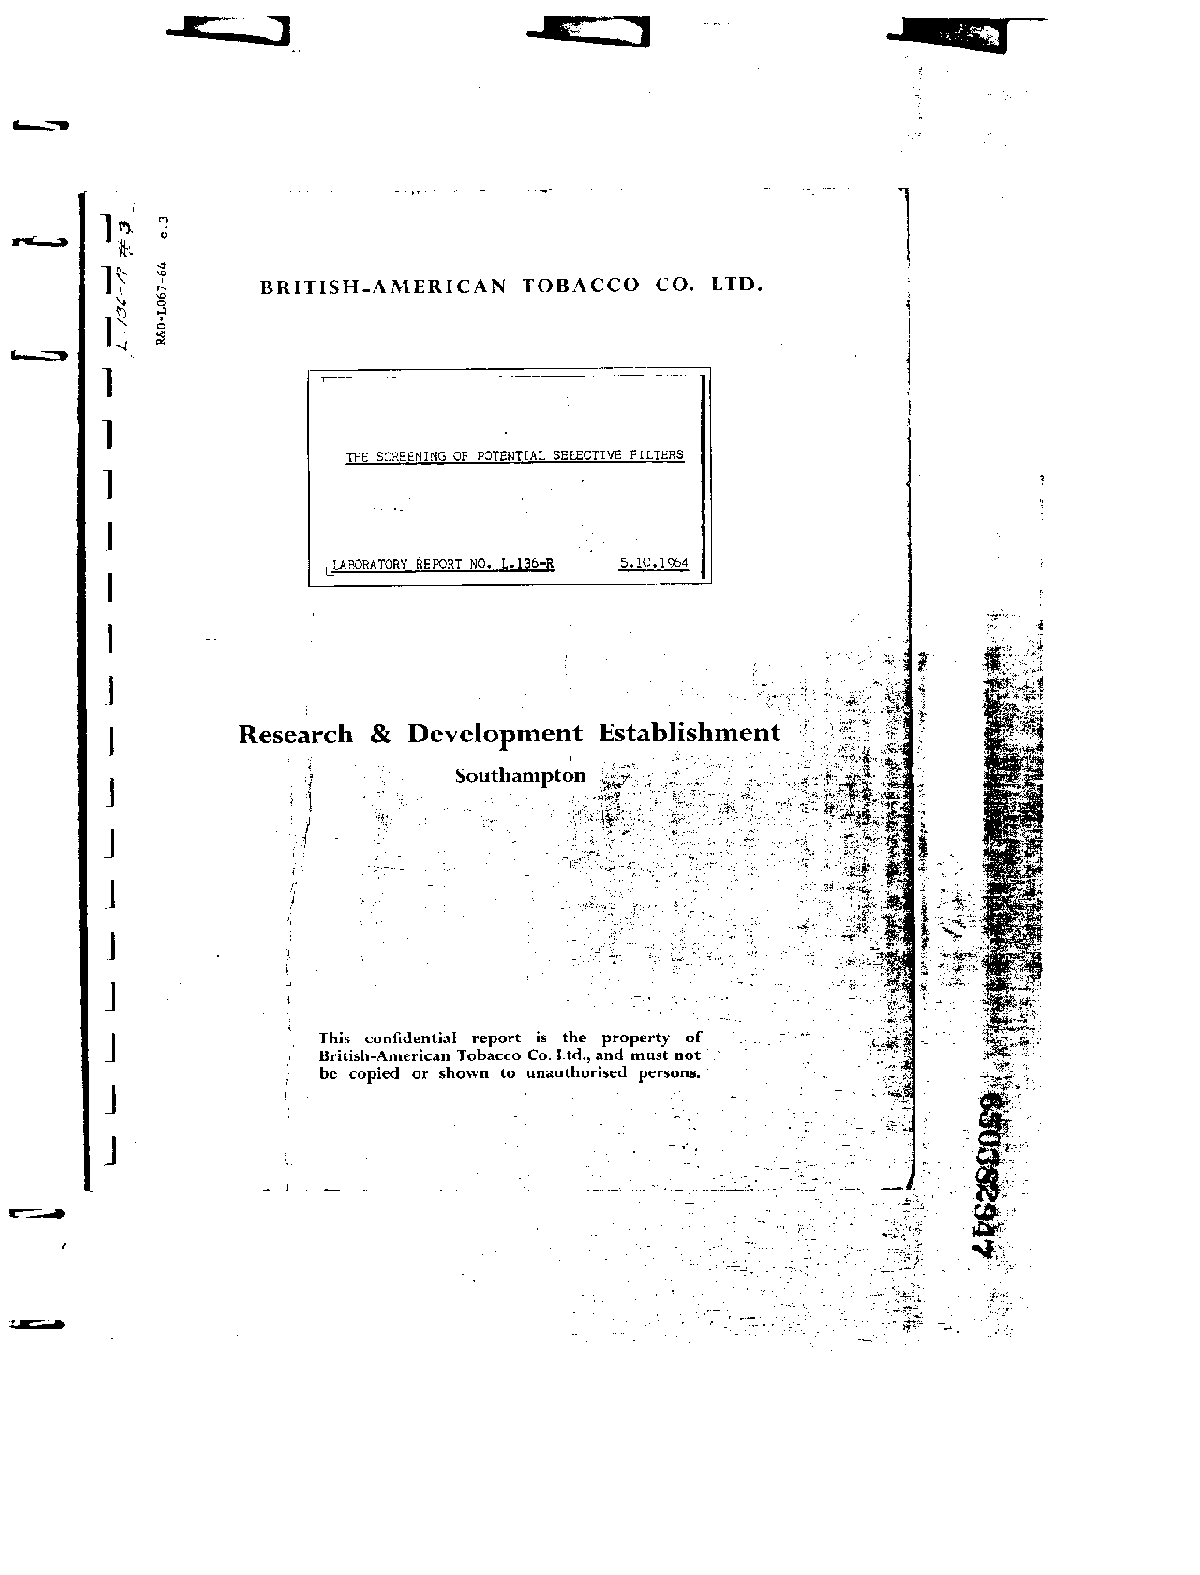 L.136-R #3
R&D-L067-64 c.3
BRITISH-AMERICAN TOBACCO CO. LTD.
THE SCREENING OF POTENTIAL SELECTIVE FILTERS
LABORATORY REPORT NO. L.136-R 5.10.1964
Research & Development Establishment
Southampton
This confidential report is the property of
British-American Tobacco Co. Ltd., and must not
be copied or shown to unauthorised persons.
650082947